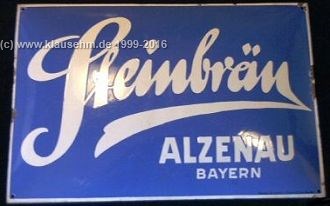 (c) www.klausehm.de 1999-2016
Steinbräu
ALZENAU
BAYERN